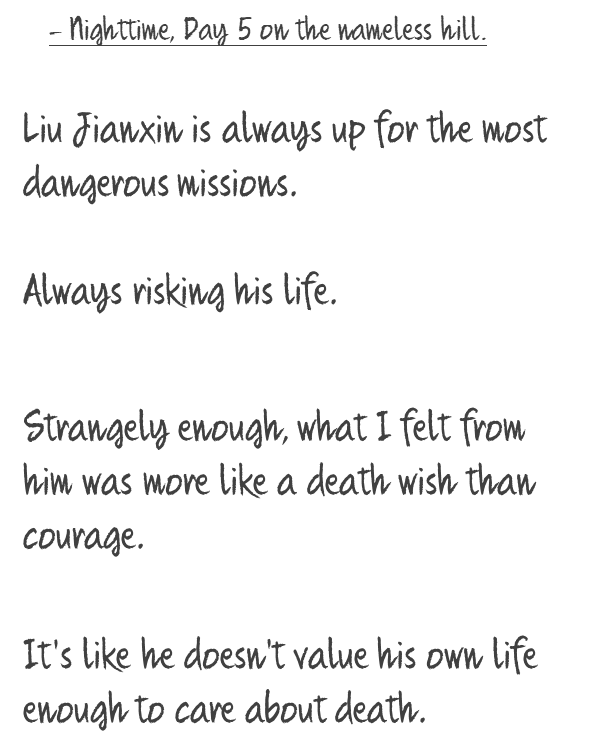 - Nighttime, Day 5 on the nameless hill.
Liu Jianxin is always up for the most
dangerous missions.
Always risking his life.
Strangely enough, what I felt from
him was more like a death wish than
courage.
It's like he doesn't value his own life
enough to care about death.